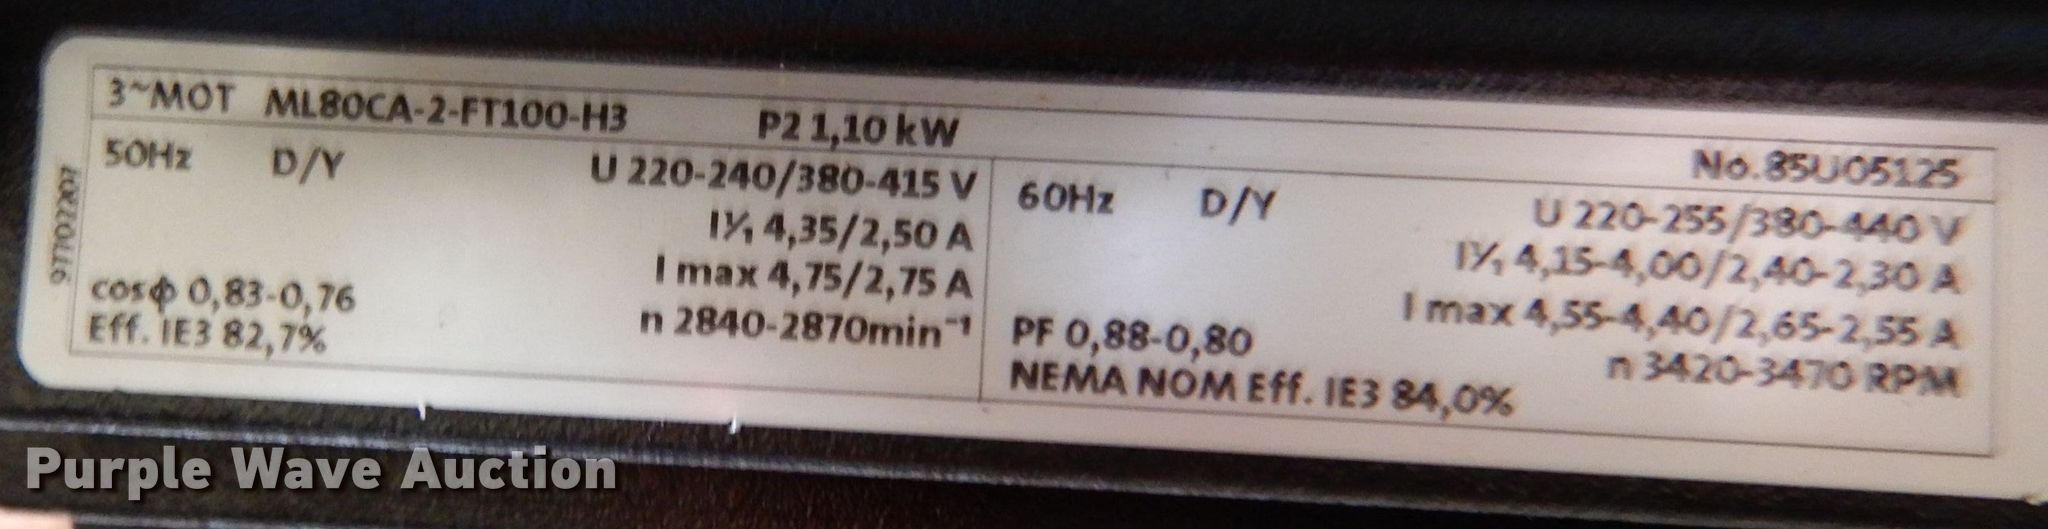 3~MOT ML80CA-2-FT100-H3 P2 1,10 kW No.85U05125
50Hz D/Y U 220-240/380-415 V
I1/1 4,35/2,50 A
I max 4,75/2,75 A
cosφ 0,83-0,76 n 2840-2870min⁻¹
Eff. IE3 82,7%
60Hz D/Y U 220-255/380-440 V
I1/1 4,15-4,00/2,40-2,30 A
I max 4,55-4,40/2,65-2,55 A
PF 0,88-0,80 n 3420-3470 RPM
NEMA NOM Eff. IE3 84,0%
97702207
Purple Wave Auction